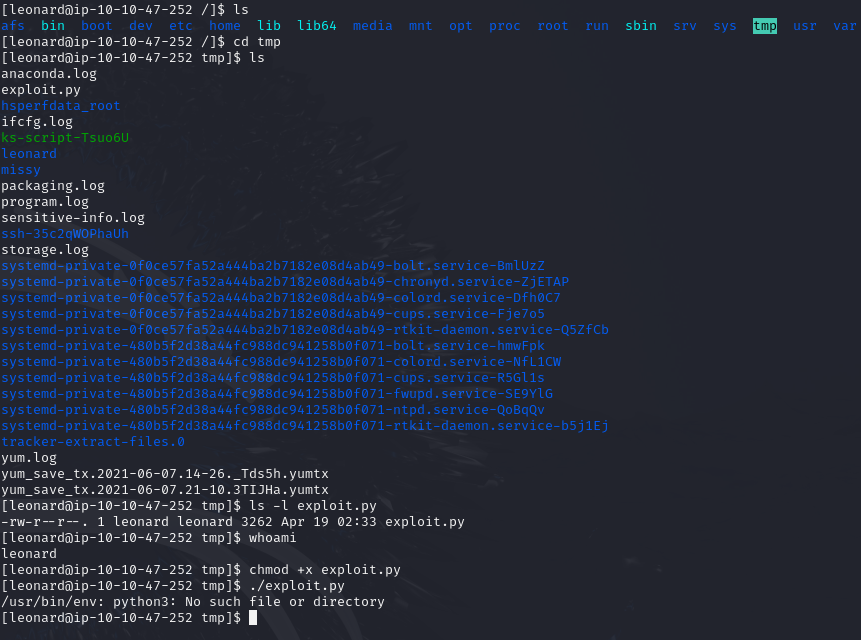 [leonard@ip-10-10-47-252 /]$ ls
afs bin boot dev etc home lib lib64 media mnt opt proc root run sbin srv sys tmp usr var
[leonard@ip-10-10-47-252 /]$ cd tmp
[leonard@ip-10-10-47-252 tmp]$ ls
anaconda.log
exploit.py
hsperfdata_root
ifcfg.log
ks-script-Tsuo6U
leonard
missy
packaging.log
program.log
sensitive-info.log
ssh-35c2qWOPhaUh
storage.log
systemd-private-0f0ce57fa52a444ba2b7182e08d4ab49-bolt.service-BmlUzZ
systemd-private-0f0ce57fa52a444ba2b7182e08d4ab49-chronyd.service-ZjETAP
systemd-private-0f0ce57fa52a444ba2b7182e08d4ab49-colord.service-Dfh0C7
systemd-private-0f0ce57fa52a444ba2b7182e08d4ab49-cups.service-Fje7o5
systemd-private-0f0ce57fa52a444ba2b7182e08d4ab49-rtkit-daemon.service-Q5ZfCb
systemd-private-480b5f2d38a44fc988dc941258b0f071-bolt.service-hmwFpk
systemd-private-480b5f2d38a44fc988dc941258b0f071-colord.service-NfL1CW
systemd-private-480b5f2d38a44fc988dc941258b0f071-cups.service-R5Gl1s
systemd-private-480b5f2d38a44fc988dc941258b0f071-fwupd.service-SE9YlG
systemd-private-480b5f2d38a44fc988dc941258b0f071-ntpd.service-QoBqQv
systemd-private-480b5f2d38a44fc988dc941258b0f071-rtkit-daemon.service-b5j1Ej
tracker-extract-files.0
yum.log
yum_save_tx.2021-06-07.14-26._Tds5h.yumtx
yum_save_tx.2021-06-07.21-10.3TIJHa.yumtx
[leonard@ip-10-10-47-252 tmp]$ ls -l exploit.py
-rw-r--r--. 1 leonard leonard 3262 Apr 19 02:33 exploit.py
[leonard@ip-10-10-47-252 tmp]$ whoami
leonard
[leonard@ip-10-10-47-252 tmp]$ chmod +x exploit.py
[leonard@ip-10-10-47-252 tmp]$ ./exploit.py
/usr/bin/env: python3: No such file or directory
[leonard@ip-10-10-47-252 tmp]$